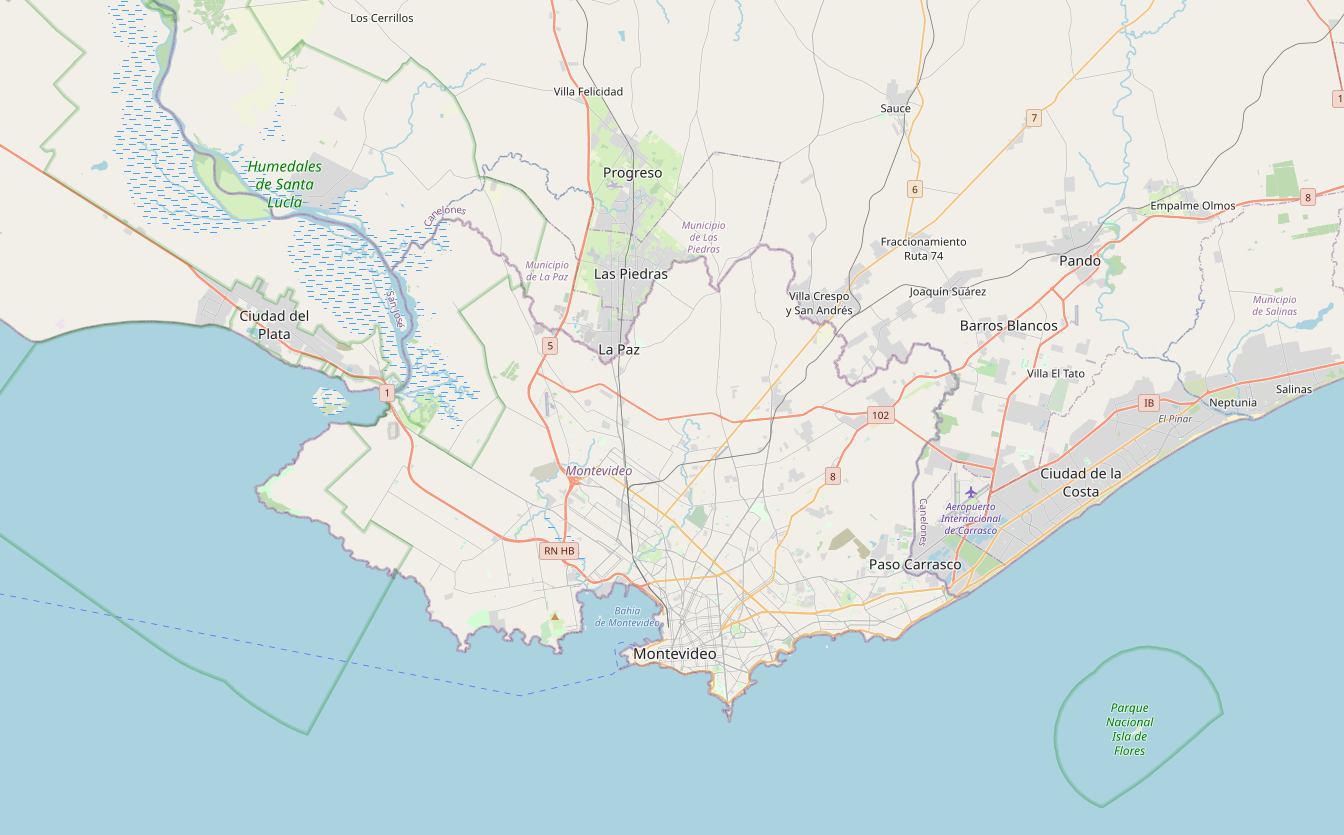 Los Cerrillos
Villa Felicidad
Sauce
7
1
Humedales
de Santa
Lucía
Progreso
6
8
Empalme Olmos
Canelones
Municipio
de Las
Piedras
Fraccionamiento
Ruta 74
Pando
Municipio
de La Paz
Las Piedras
Joaquín Suárez
Villa Crespo
y San Andrés
San José
Municipio
de Salinas
Ciudad del
Plata
Barros Blancos
5
La Paz
Villa El Tato
1
Salinas
IB
Neptunia
102
El Pinar
Montevideo
8
Ciudad de la
Costa
Aeropuerto
Internacional
de Carrasco
Canelones
RN HB
Paso Carrasco
Bahía
de Montevideo
Montevideo
Parque
Nacional
Isla de
Flores